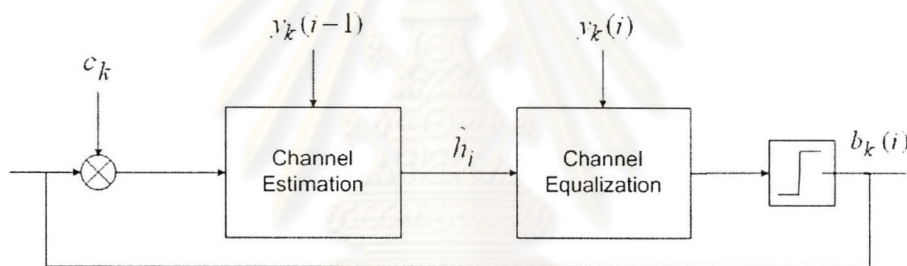 y_k(i−1)
y_k(i)
c_k
Channel
Estimation
ĥ_i
Channel
Equalization
b_k(i)